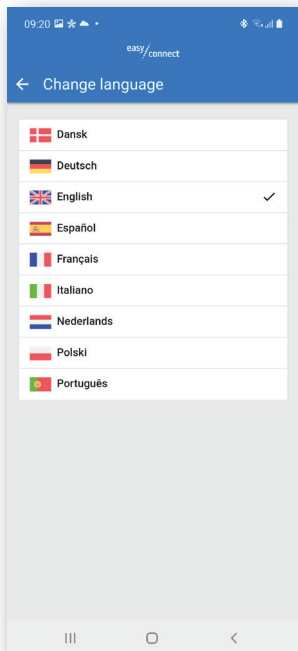 09:20
easy/connect
Change language
Dansk
Deutsch
English
Español
Français
Italiano
Nederlands
Polski
Português